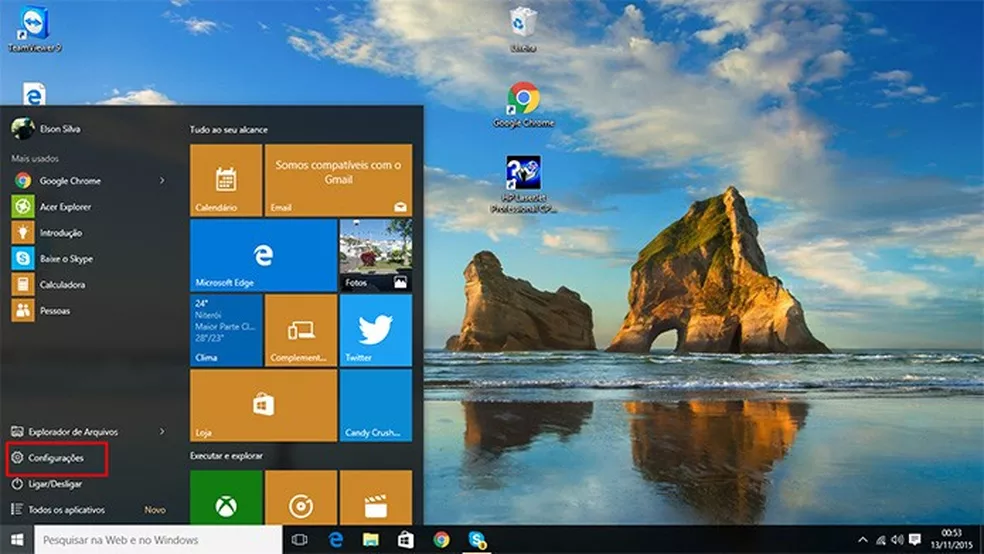 TeamViewer 9
Lixeira
Google Chrome
HP LaserJet
Professional CP...
Elson Silva
Mais usados
Google Chrome
Acer Explorer
Introdução
Baixe o Skype
Calculadora
Pessoas
Explorador de Arquivos
Configurações
Ligar/Desligar
Todos os aplicativos
Novo
Tudo ao seu alcance
Calendário
Somos compatíveis com o
Gmail
Email
Microsoft Edge
Fotos
24°
Niterói
Maior Parte Cl...
28°/23°
Clima
Complement...
Twitter
Loja
Candy Crush...
Executar e explorar
Pesquisar na Web e no Windows
00:53
13/11/2015